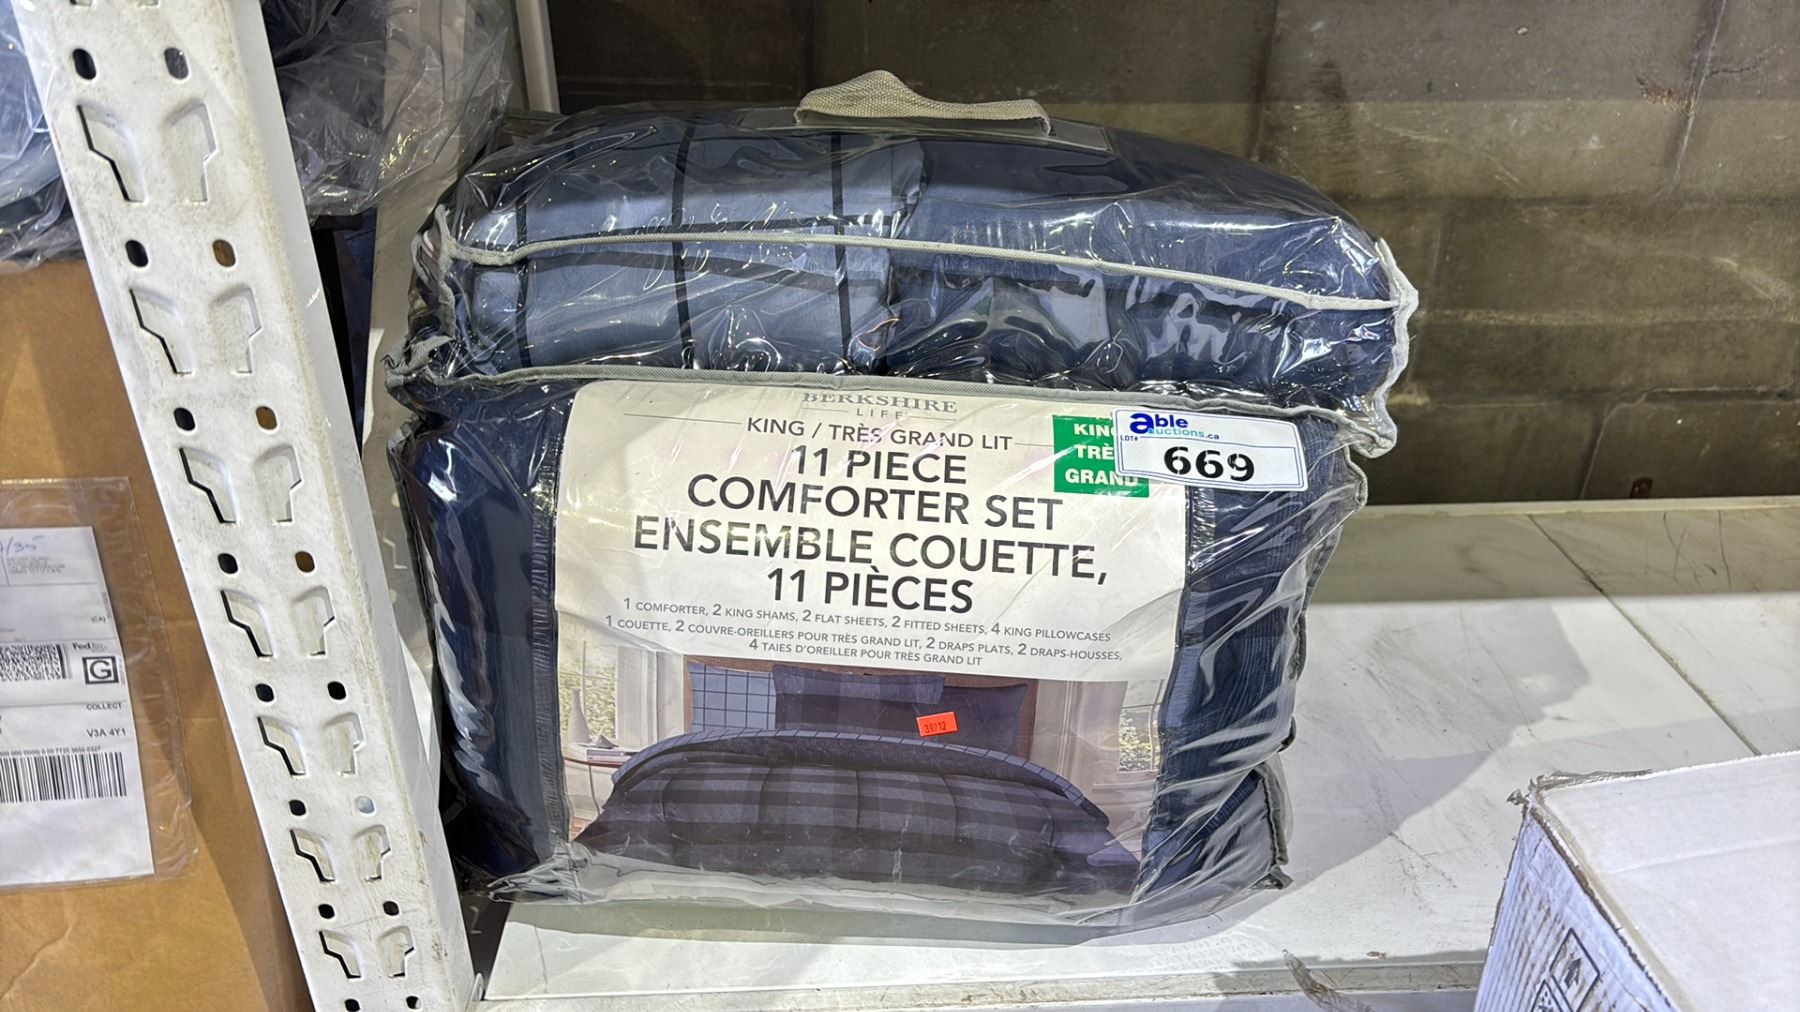 BERKSHIRE
LIFE
KING / TRÈS GRAND LIT
11 PIECE
COMFORTER SET
ENSEMBLE COUETTE,
11 PIÈCES
1 COMFORTER, 2 KING SHAMS, 2 FLAT SHEETS, 2 FITTED SHEETS, 4 KING PILLOWCASES
1 COUETTE, 2 COUVRE-OREILLERS POUR TRÈS GRAND LIT, 2 DRAPS PLATS, 2 DRAPS-HOUSSES,
4 TAIES D'OREILLER POUR TRÈS GRAND LIT
KING
TRÈ
GRAND
able
auctions.ca
LOT#
669
39712
(CA)
FedEx
G
COLLECT
V3A 4Y1